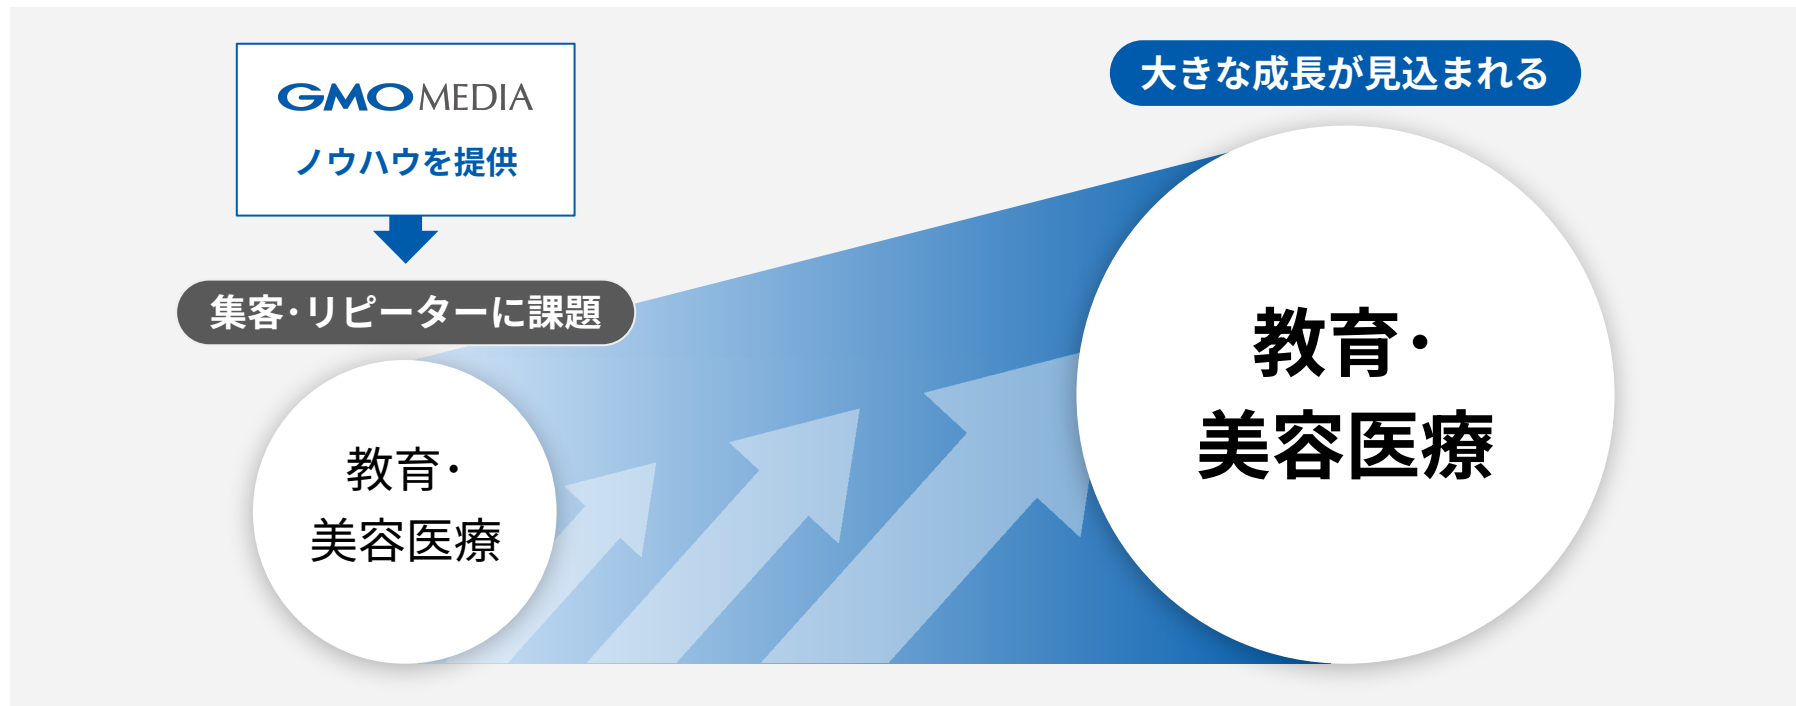 GMO MEDIA
ノウハウを提供
集客・リピーターに課題
教育・
美容医療
大きな成長が見込まれる
教育・
美容医療